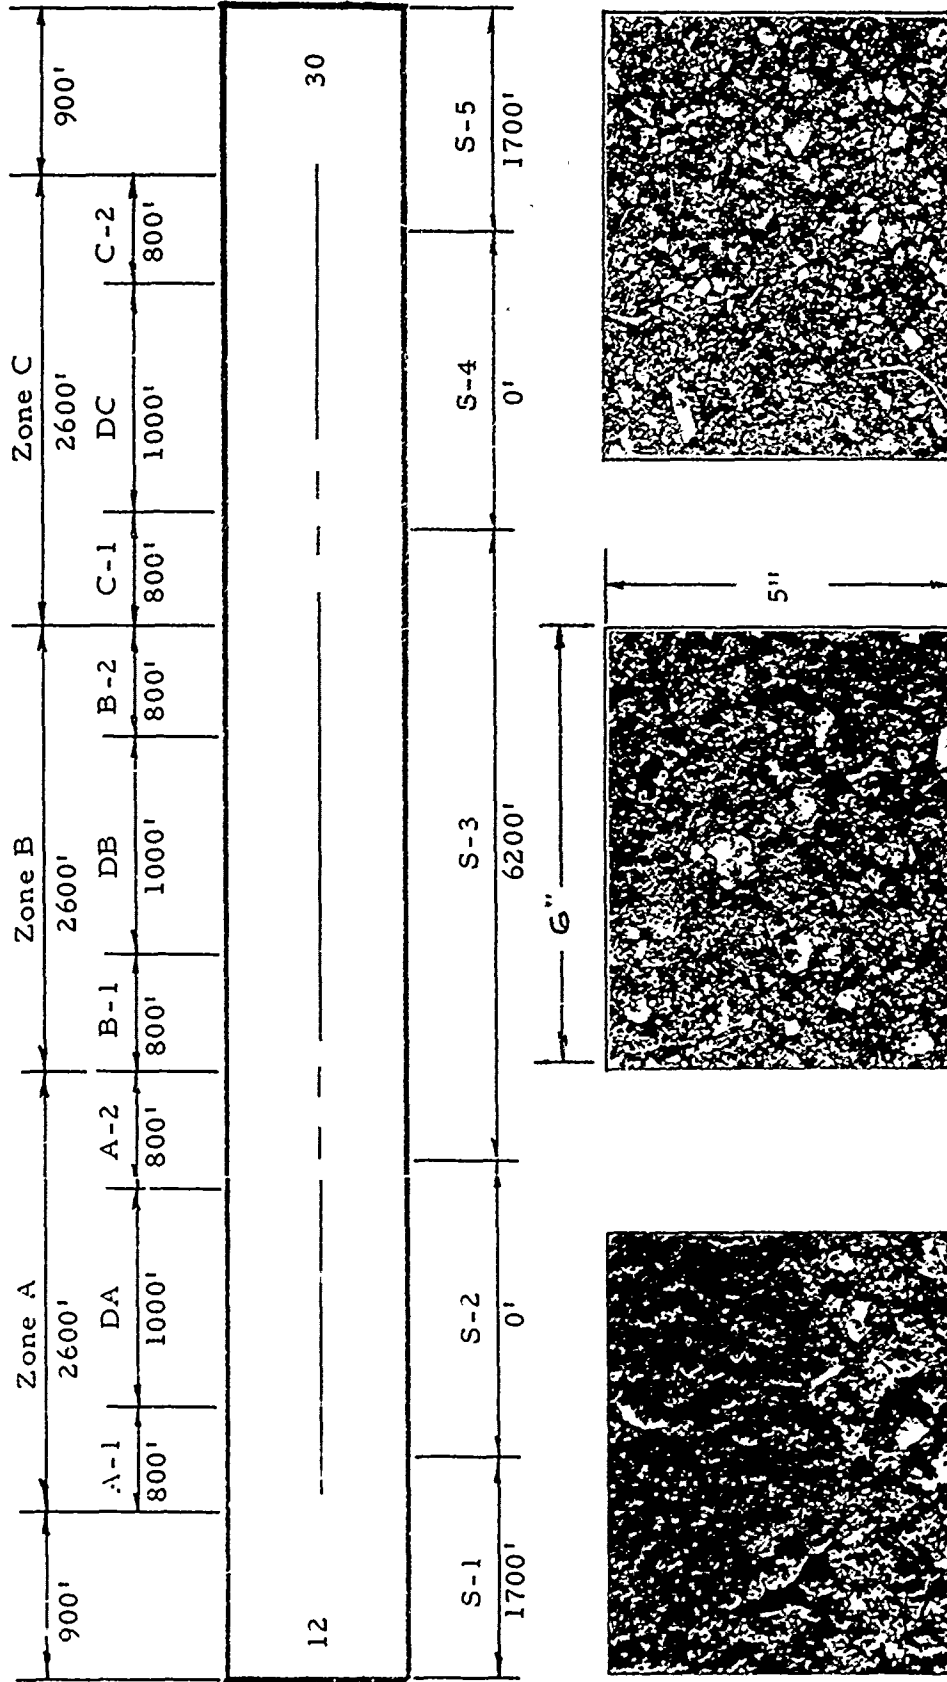 Zone A
Zone B
Zone C
900'
2600'
2600'
2600'
900'
A-1
DA
A-2
B-1
DB
B-2
C-1
DC
C-2
800'
1000'
800'
800'
1000'
800'
800'
1000'
800'
12
30
S-1
S-2
S-3
S-4
S-5
1700'
0'
6200'
0'
1700'
6"
5"